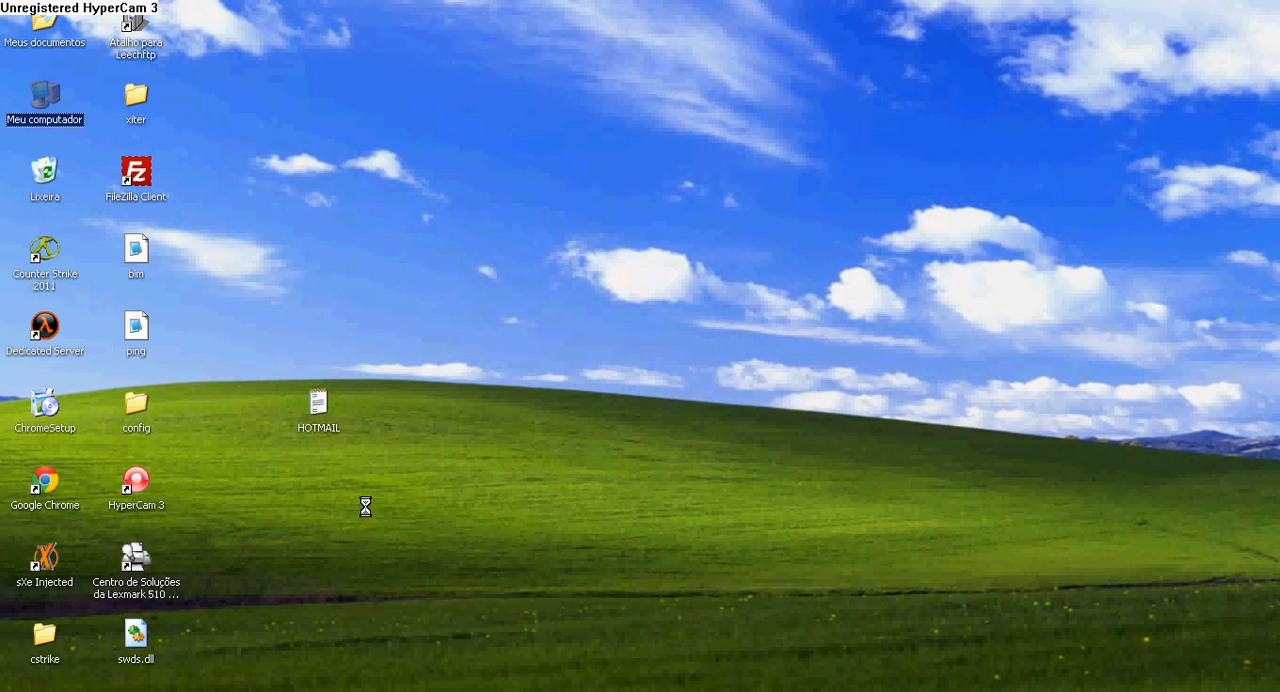 Unregistered HyperCam 3
Meus documentos
Atalho para
Leechftp
Meu computador
xiter
Lixeira
FileZilla Client
Counter Strike
2011
bim
Dedicated Server
ping
ChromeSetup
config
HOTMAIL
Google Chrome
HyperCam 3
sXe Injected
Centro de Soluções
da Lexmark 510 ...
cstrike
swds.dll